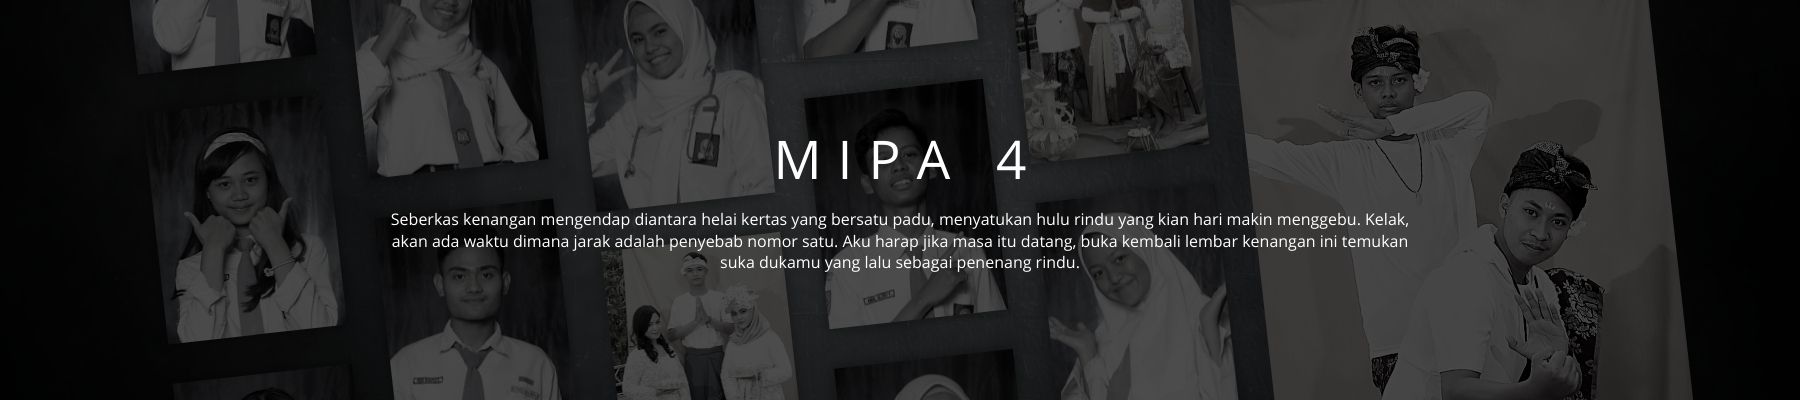 MIPA 4
Seberkas kenangan mengendap diantara helai kertas yang bersatu padu, menyatukan hulu rindu yang kian hari makin menggebu. Kelak,
akan ada waktu dimana jarak adalah penyebab nomor satu. Aku harap jika masa itu datang, buka kembali lembar kenangan ini temukan
suka dukamu yang lalu sebagai penenang rindu.